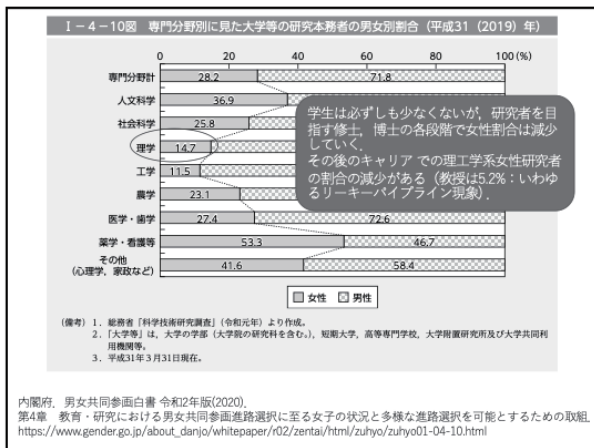 I－4－10図　専門分野別に見た大学等の研究本務者の男女別割合（平成31（2019）年）
0 20 40 60 80 100 (%)
専門分野計 28.2 71.8
人文科学 36.9
社会科学 25.8
理学 14.7
工学 11.5
農学 23.1
医学・歯学 27.4 72.6
薬学・看護等 53.3 46.7
その他
(心理学，家政など) 41.6 58.4
学生は必ずしも少なくないが，研究者を目
指す修士，博士の各段階で女性割合は減少
していく．
その後のキャリア での理工学系女性研究者
の割合の減少がある（教授は5.2%：いわゆ
るリーキーパイプライン現象）．
女性 男性
（備考）１．総務省「科学技術研究調査」（令和元年）より作成。
２．「大学等」は，大学の学部（大学院の研究科を含む。），短期大学，高等専門学校，大学附置研究所及び大学共同利
用機関等。
３．平成31年３月31日現在。
内閣府．男女共同参画白書 令和2年版(2020)．
第4章　教育・研究における男女共同参画進路選択に至る女子の状況と多様な進路選択を可能とするための取組
https://www.gender.go.jp/about_danjo/whitepaper/r02/zentai/html/zuhyo/zuhyo01-04-10.html